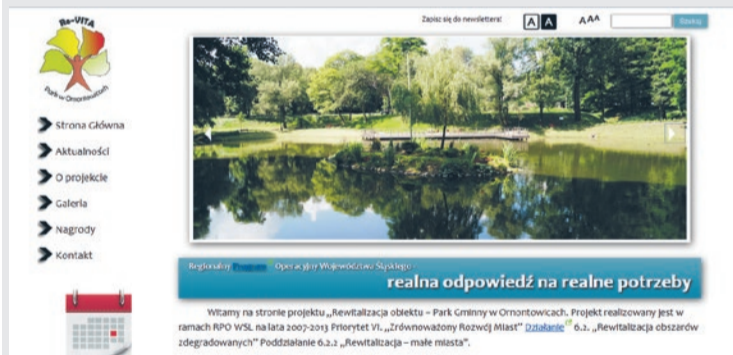 Re-VITA
Park w Ornontowicach
Zapisz się do newslettera!
A A
AAA
Szukaj
Strona Główna
Aktualności
O projekcie
Galeria
Nagrody
Kontakt
Regionalny Program Operacyjny Województwa Śląskiego -
realna odpowiedź na realne potrzeby
Witamy na stronie projektu „Rewitalizacja obiektu – Park Gminny w Ornontowicach. Projekt realizowany jest w
ramach RPO WSL na lata 2007-2013 Priorytet VI. „Zrównoważony Rozwój Miast” Działanie 6.2. „Rewitalizacja obszarów
zdegradowanych” Poddziałanie 6.2.2 „Rewitalizacja – małe miasta”.